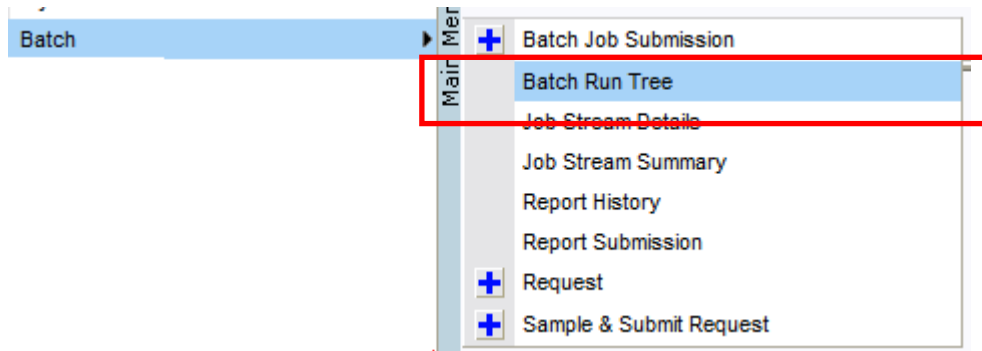 Batch
Main Men
Batch Job Submission
Batch Run Tree
Job Stream Details
Job Stream Summary
Report History
Report Submission
Request
Sample & Submit Request